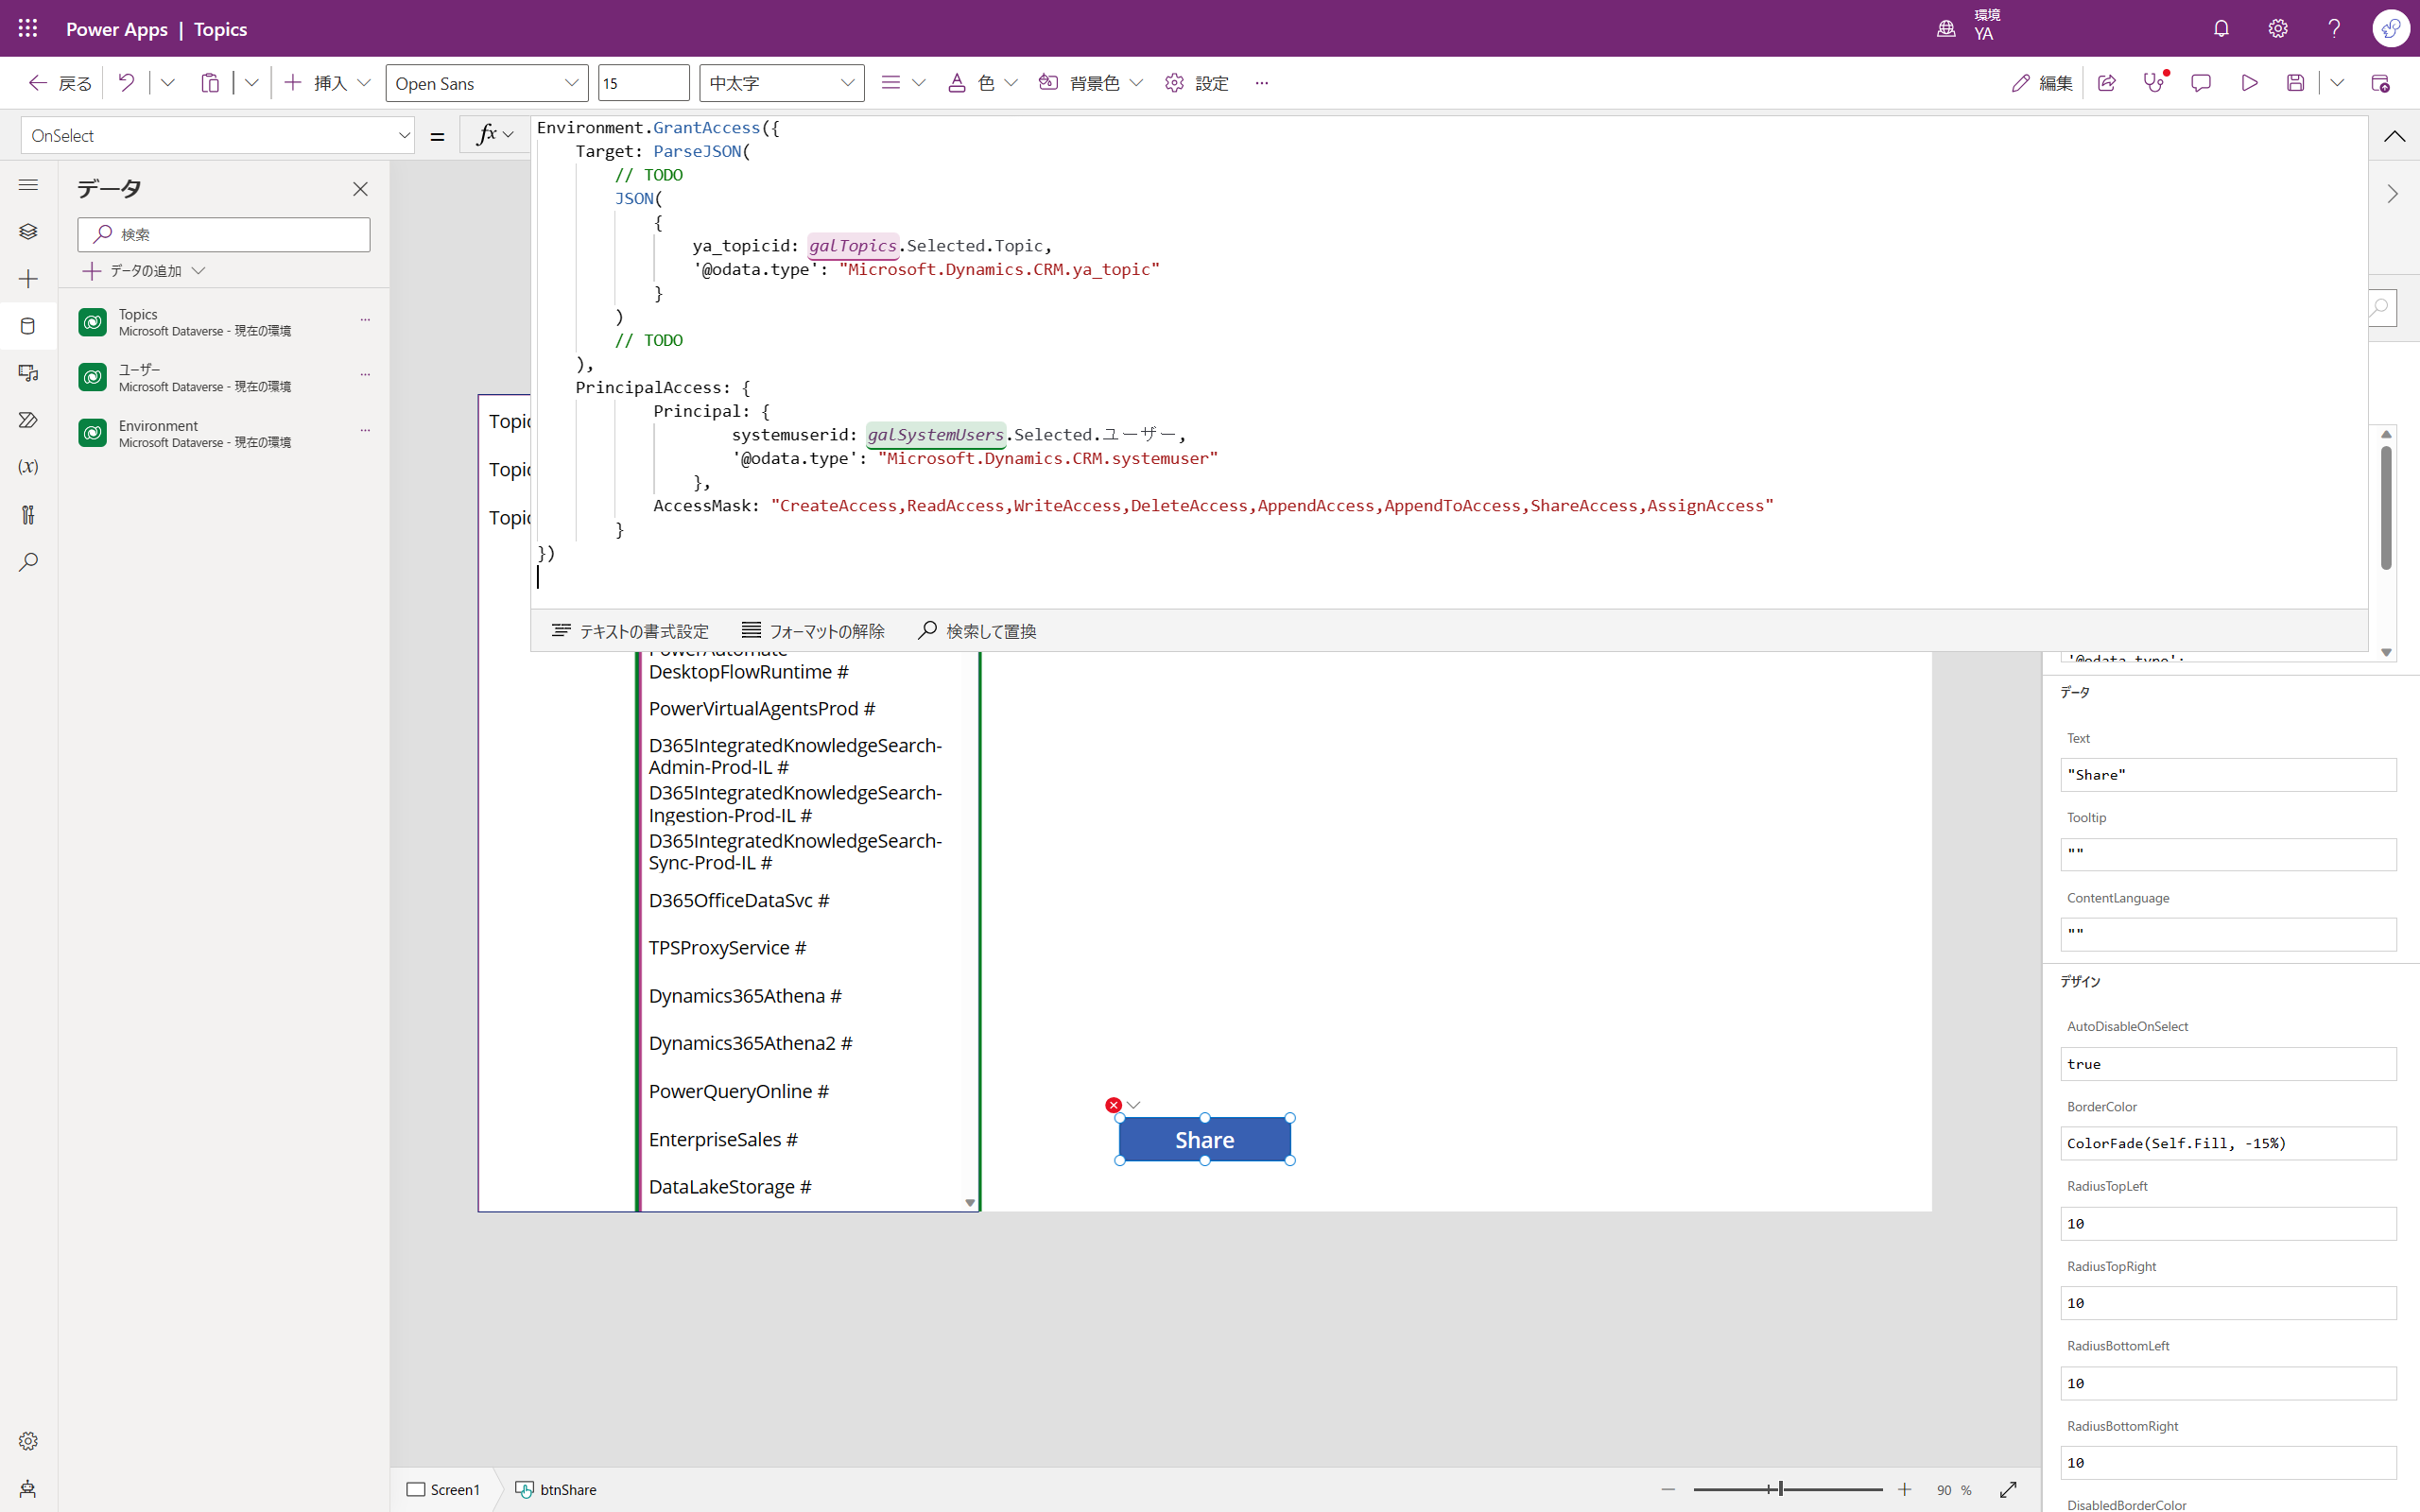 Power Apps | Topics
環境
YA
戻る
挿入
Open Sans
15
中太字
色
背景色
設定
編集
OnSelect
=
fx
Environment.GrantAccess({
Target: ParseJSON(
// TODO
JSON(
{
ya_topicid: galTopics.Selected.Topic,
'@odata.type': "Microsoft.Dynamics.CRM.ya_topic"
}
)
// TODO
),
PrincipalAccess: {
Principal: {
systemuserid: galSystemUsers.Selected.ユーザー,
'@odata.type': "Microsoft.Dynamics.CRM.systemuser"
},
AccessMask: "CreateAccess,ReadAccess,WriteAccess,DeleteAccess,AppendAccess,AppendToAccess,ShareAccess,AssignAccess"
}
})
テキストの書式設定
フォーマットの解除
検索して置換
データ
検索
データの追加
Topics
Microsoft Dataverse - 現在の環境
ユーザー
Microsoft Dataverse - 現在の環境
Environment
Microsoft Dataverse - 現在の環境
Topic
Topic
Topic
DesktopFlowRuntime #
PowerVirtualAgentsProd #
D365IntegratedKnowledgeSearch-
Admin-Prod-IL #
D365IntegratedKnowledgeSearch-
Ingestion-Prod-IL #
D365IntegratedKnowledgeSearch-
Sync-Prod-IL #
D365OfficeDataSvc #
TPSProxyService #
Dynamics365Athena #
Dynamics365Athena2 #
PowerQueryOnline #
EnterpriseSales #
DataLakeStorage #
Share
'@odata.type':
データ
Text
"Share"
Tooltip
""
ContentLanguage
""
デザイン
AutoDisableOnSelect
true
BorderColor
ColorFade(Self.Fill, -15%)
RadiusTopLeft
10
RadiusTopRight
10
RadiusBottomLeft
10
RadiusBottomRight
10
DisabledBorderColor
Screen1
btnShare
90 %